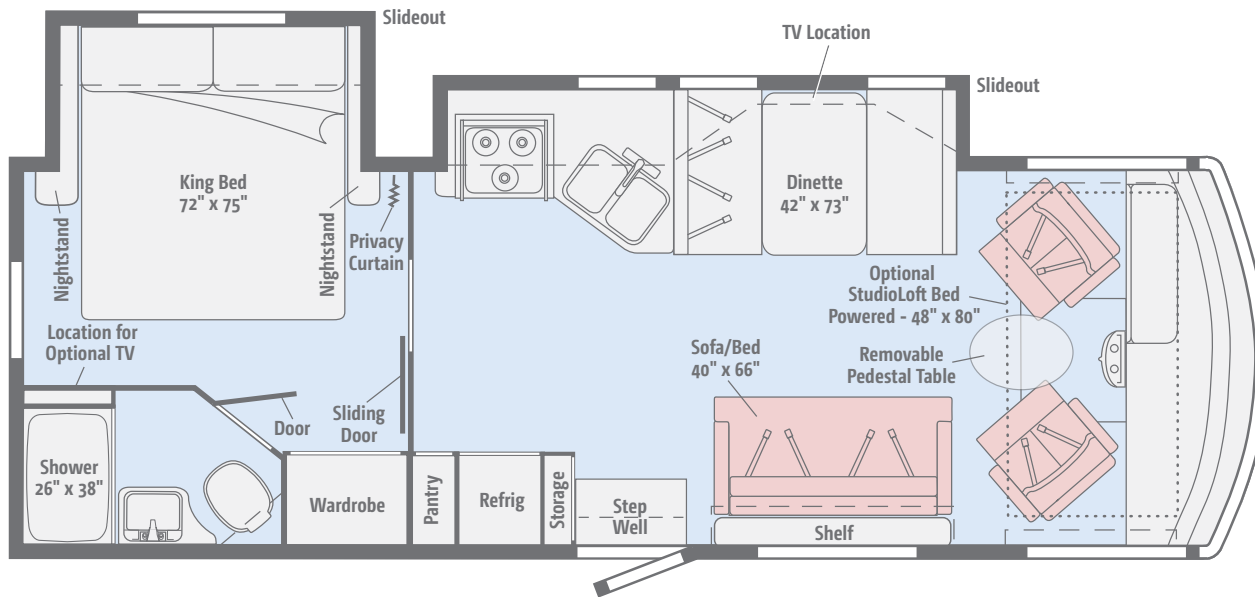 Slideout
TV Location
Slideout
King Bed
72" x 75"
Nightstand
Nightstand
Privacy
Curtain
Dinette
42" x 73"
Optional
StudioLoft Bed
Powered - 48" x 80"
Location for
Optional TV
Sofa/Bed
40" x 66"
Removable
Pedestal Table
Door
Sliding
Door
Shower
26" x 38"
Wardrobe
Pantry
Refrig
Storage
Step
Well
Shelf